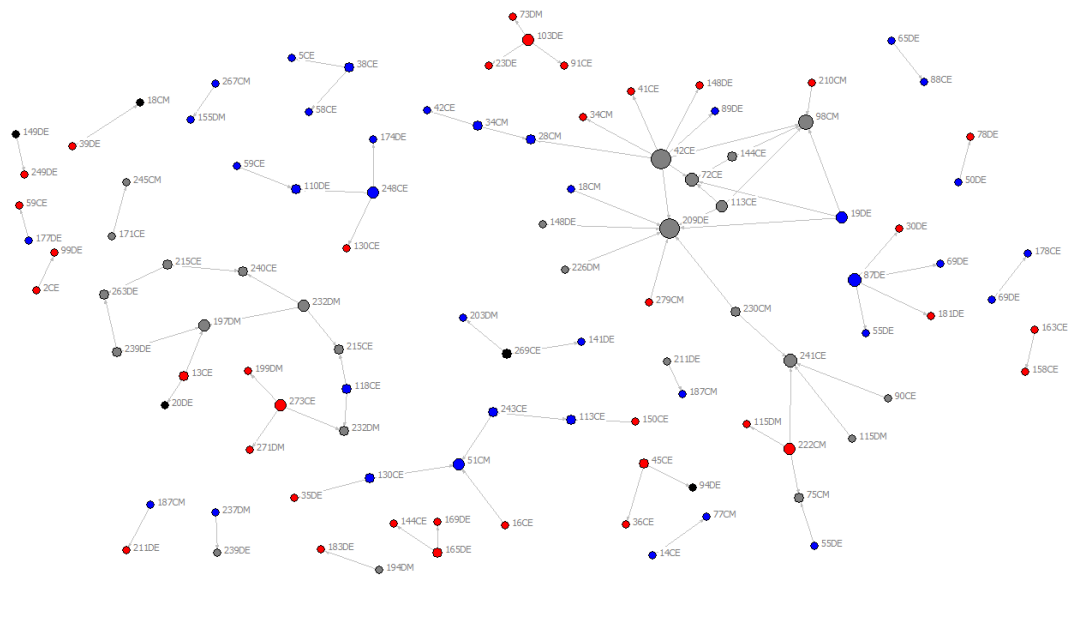 73DM
103DE
65DE
5CE
38CE
23DE
91CE
267CM
41CE
148DE
210CM
88CE
18CM
58CE
42CE
34CM
89DE
155DM
34CM
98CM
149DE
39DE
174DE
28CM
78DE
42CE
144CE
59CE
249DE
72CE
245CM
110DE
248CE
18CM
50DE
59CE
113CE
148DE
209DE
19DE
171CE
30DE
177DE
130CE
99DE
178CE
215CE
240CE
226DM
69DE
87DE
2CE
263DE
279CM
69DE
232DM
230CM
203DM
181DE
197DM
163CE
55DE
239DE
215CE
269CE
141DE
211DE
241CE
13CE
199DM
158CE
118CE
187CM
90CE
20DE
273CE
243CE
113CE
150CE
115DM
232DM
115DM
271DM
222CM
51CM
45CE
130CE
94DE
35DE
75CM
187CM
237DM
144CE
169DE
16CE
36CE
77CM
211DE
239DE
183DE
165DE
14CE
55DE
194DM